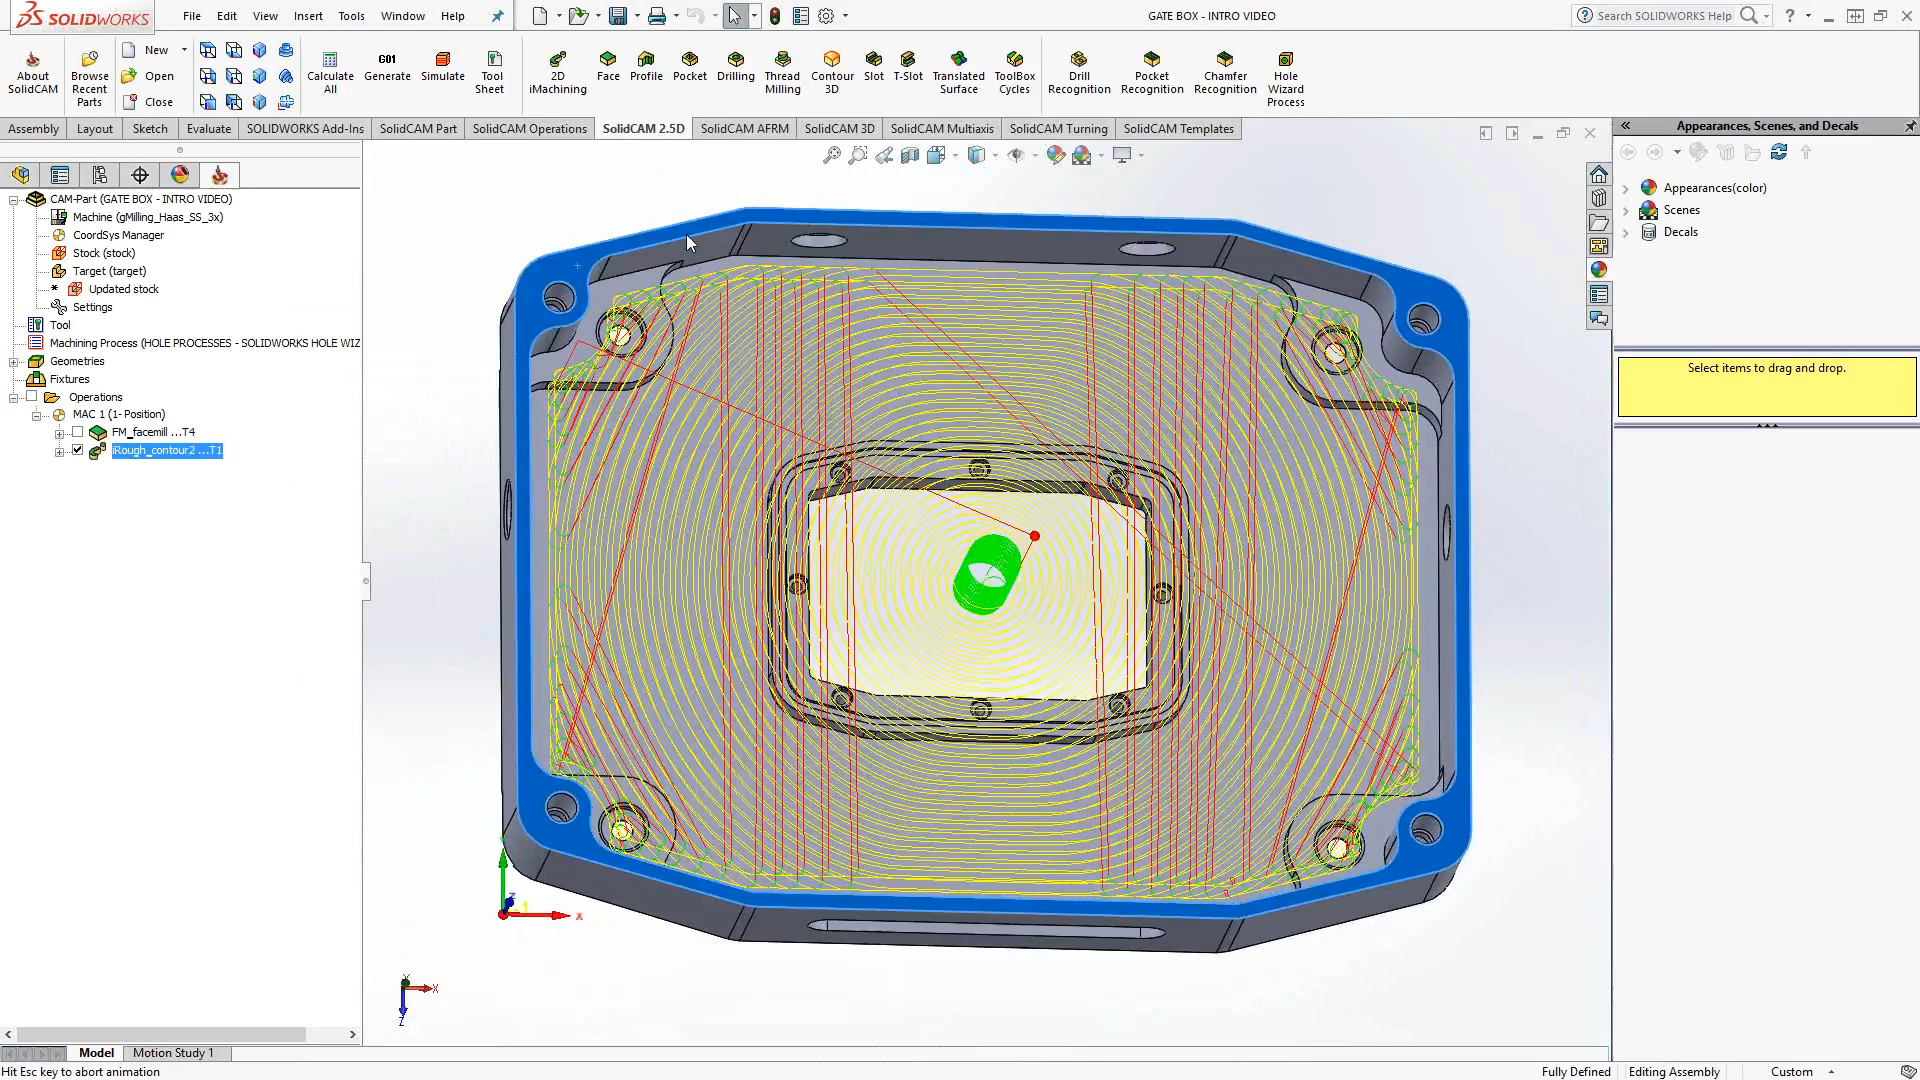 SOLIDWORKS
File Edit View Insert Tools Window Help
GATE BOX - INTRO VIDEO
Search SOLIDWORKS Help
?
About SolidCAM
Browse Recent Parts
New
Open
Close
Calculate All
G01
Generate
Simulate
Tool Sheet
2D iMachining
Face
Profile
Pocket
Drilling
Thread Milling
Contour 3D
Slot
T-Slot
Translated Surface
ToolBox Cycles
Drill Recognition
Pocket Recognition
Chamfer Recognition
Hole Wizard Process
Assembly Layout Sketch Evaluate SOLIDWORKS Add-Ins SolidCAM Part SolidCAM Operations SolidCAM 2.5D SolidCAM AFRM SolidCAM 3D SolidCAM Multiaxis SolidCAM Turning SolidCAM Templates
CAM-Part (GATE BOX - INTRO VIDEO)
Machine (gMilling_Haas_SS_3x)
CoordSys Manager
Stock (stock)
Target (target)
* Updated stock
Settings
Tool
Machining Process (HOLE PROCESSES - SOLIDWORKS HOLE WIZ
Geometries
Fixtures
Operations
MAC 1 (1- Position)
FM_facemill ...T4
iRough_contour2 ...T1
Z
1
X
Y
X
Z
Appearances, Scenes, and Decals
Appearances(color)
Scenes
Decals
Select items to drag and drop.
Model Motion Study 1
Hit Esc key to abort animation
Fully Defined Editing Assembly Custom